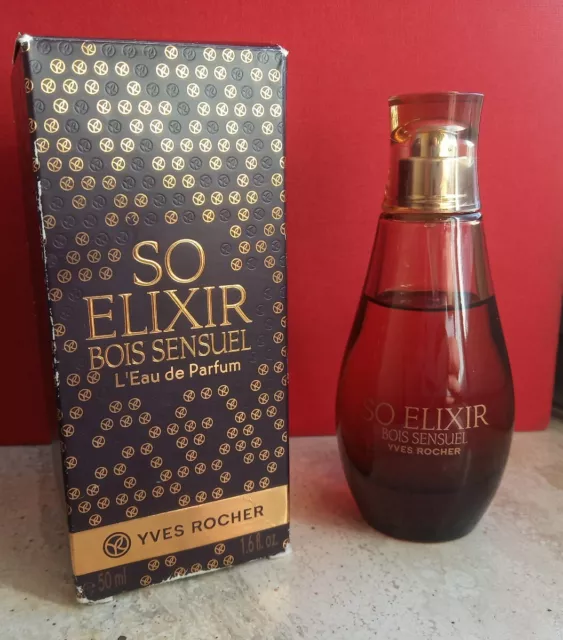 SO
ELIXIR
BOIS SENSUEL
L'Eau de Parfum
YVES ROCHER
50 ml
1.6 fl. oz.
SO ELIXIR
BOIS SENSUEL
YVES ROCHER